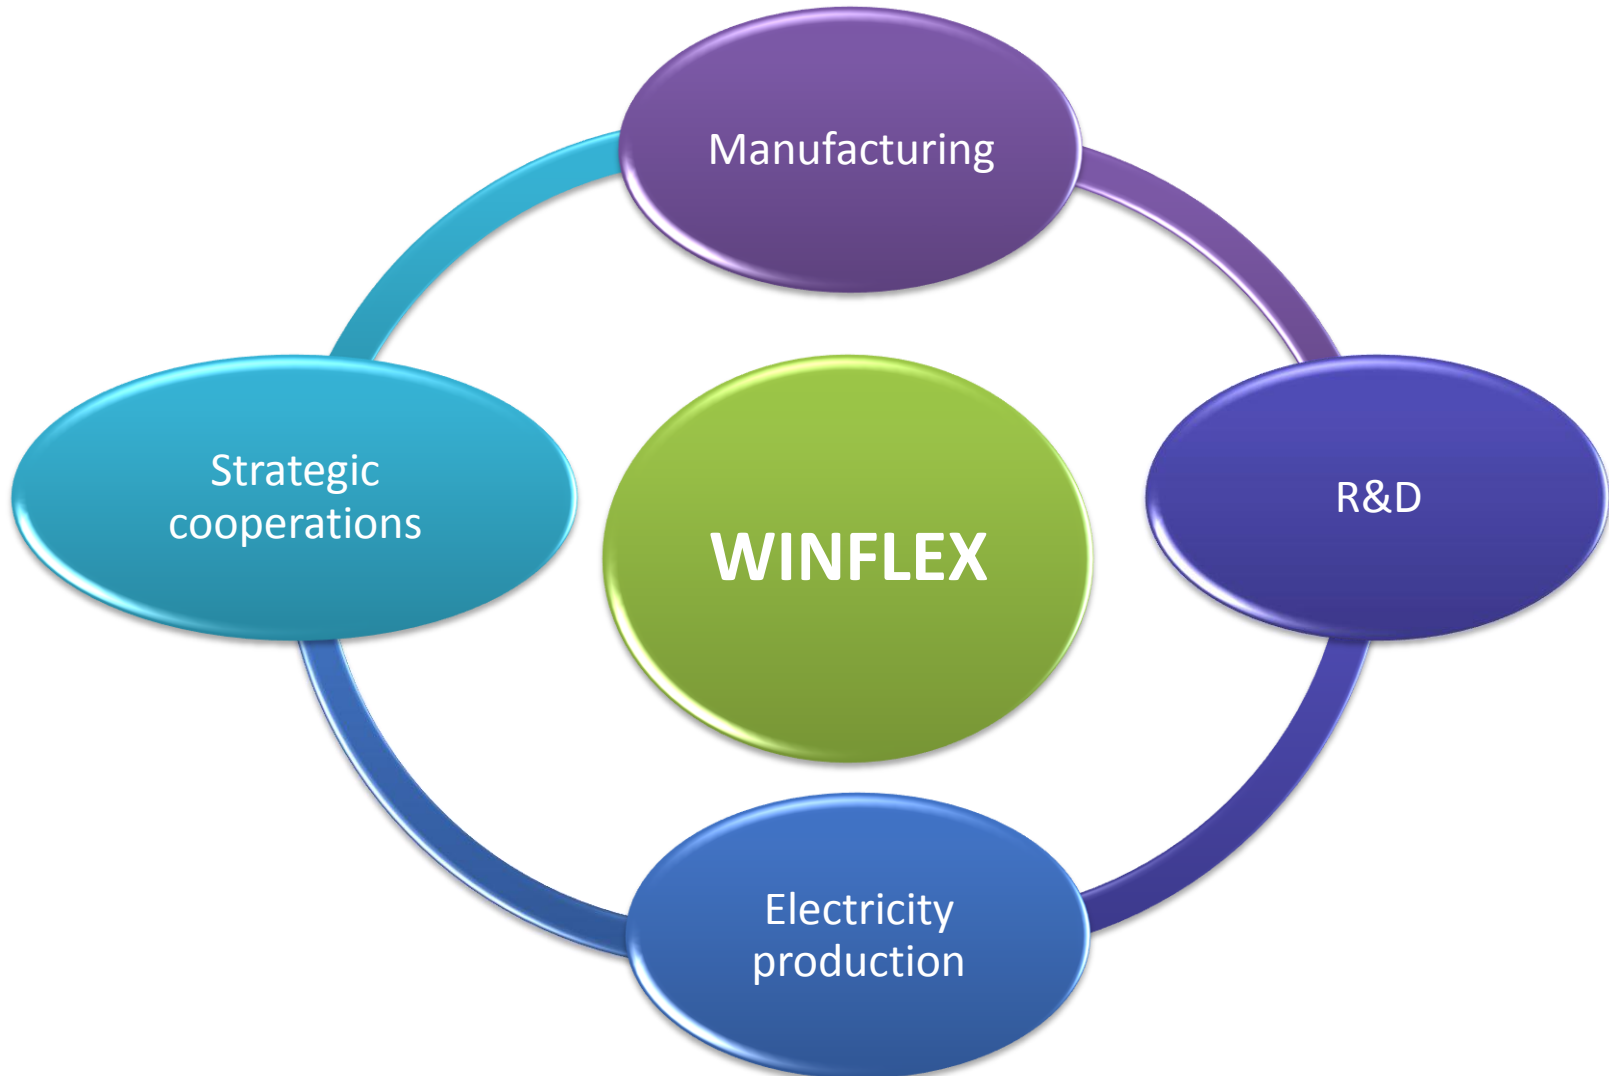 Manufacturing
Strategic
cooperations
R&D
WINFLEX
Electricity
production